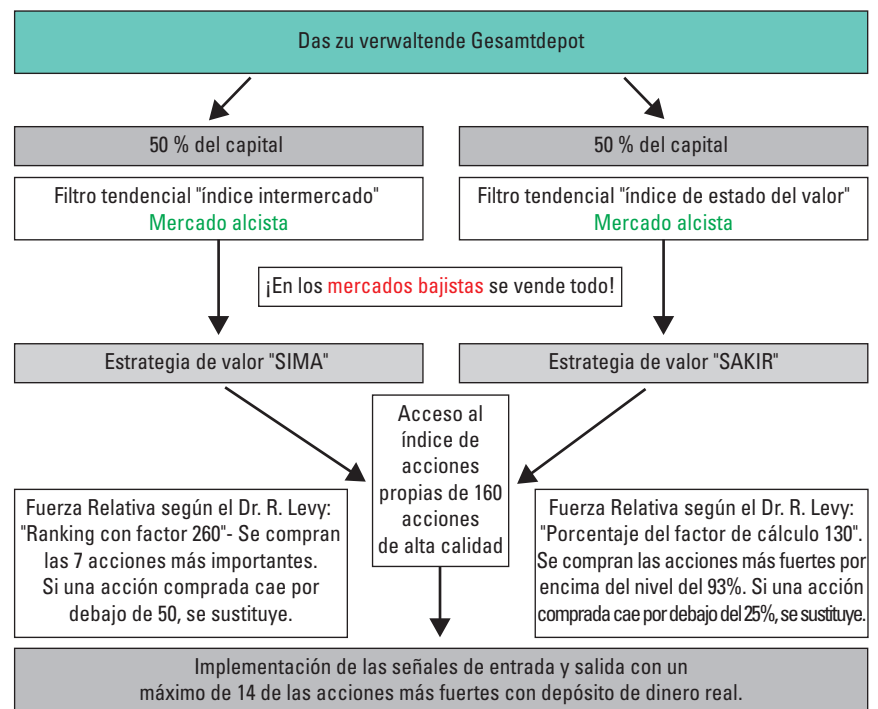 Das zu verwaltende Gesamtdepot
50 % del capital
50 % del capital
Filtro tendencial "índice intermercado"
Mercado alcista
Filtro tendencial "índice de estado del valor"
Mercado alcista
¡En los mercados bajistas se vende todo!
Estrategia de valor "SIMA"
Estrategia de valor "SAKIR"
Acceso al
índice de
acciones
propias de 160
acciones
de alta calidad
Fuerza Relativa según el Dr. R. Levy:
"Ranking con factor 260"- Se compran
las 7 acciones más importantes.
Si una acción comprada cae por
debajo de 50, se sustituye.
Fuerza Relativa según el Dr. R. Levy:
"Porcentaje del factor de cálculo 130".
Se compran las acciones más fuertes por
encima del nivel del 93%. Si una acción
comprada cae por debajo del 25%, se sustituye.
Implementación de las señales de entrada y salida con un
máximo de 14 de las acciones más fuertes con depósito de dinero real.